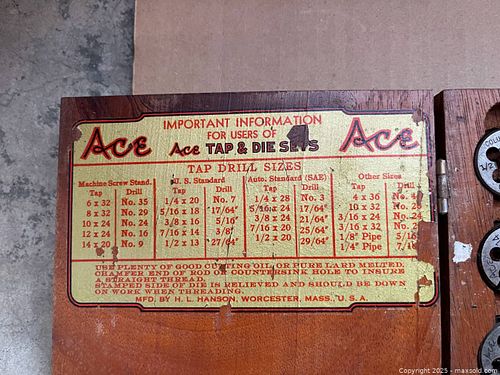 IMPORTANT INFORMATION
FOR USERS OF
Ace Ace TAP & DIE SETS Ace
TAP DRILL SIZES
Machine Screw Stand. U. S. Standard Auto. Standard (SAE) Other Sizes
Tap Drill Tap Drill Tap Drill Tap Drill
6 x 32 No. 35 1/4 x 20 No. 7 1/4 x 28 No. 3 4 x 36 No.
8 x 32 No. 29 5/16 x 18 17/64" 5/16 x 24 17/64" 10 x 32 No.
10 x 24 No. 24 3/8 x 16 5/16" 3/8 x 24 21/64" 3/16 x 24 No.
12 x 24 No. 16 7/16 x 14 3/8" 7/16 x 20 25/64" 3/16 x 32 No.
14 x 20 No. 9 1/2 x 13 27/64" 1/2 x 20 29/64" 1/8" Pipe 5/16
1/4" Pipe
USE PLENTY OF GOOD CUTTING OIL OR PURE LARD MELTED.
CHAMFER END OF ROD OR COUNTERSINK HOLE TO INSURE
A STRAIGHT THREAD.
STAMPED SIDE OF DIE IS RELIEVED AND SHOULD BE DOWN
ON WORK WHEN THREADING.
MFD. BY H. L. HANSON, WORCESTER, MASS., U. S. A.
Copyright 2025 - maxsold.com